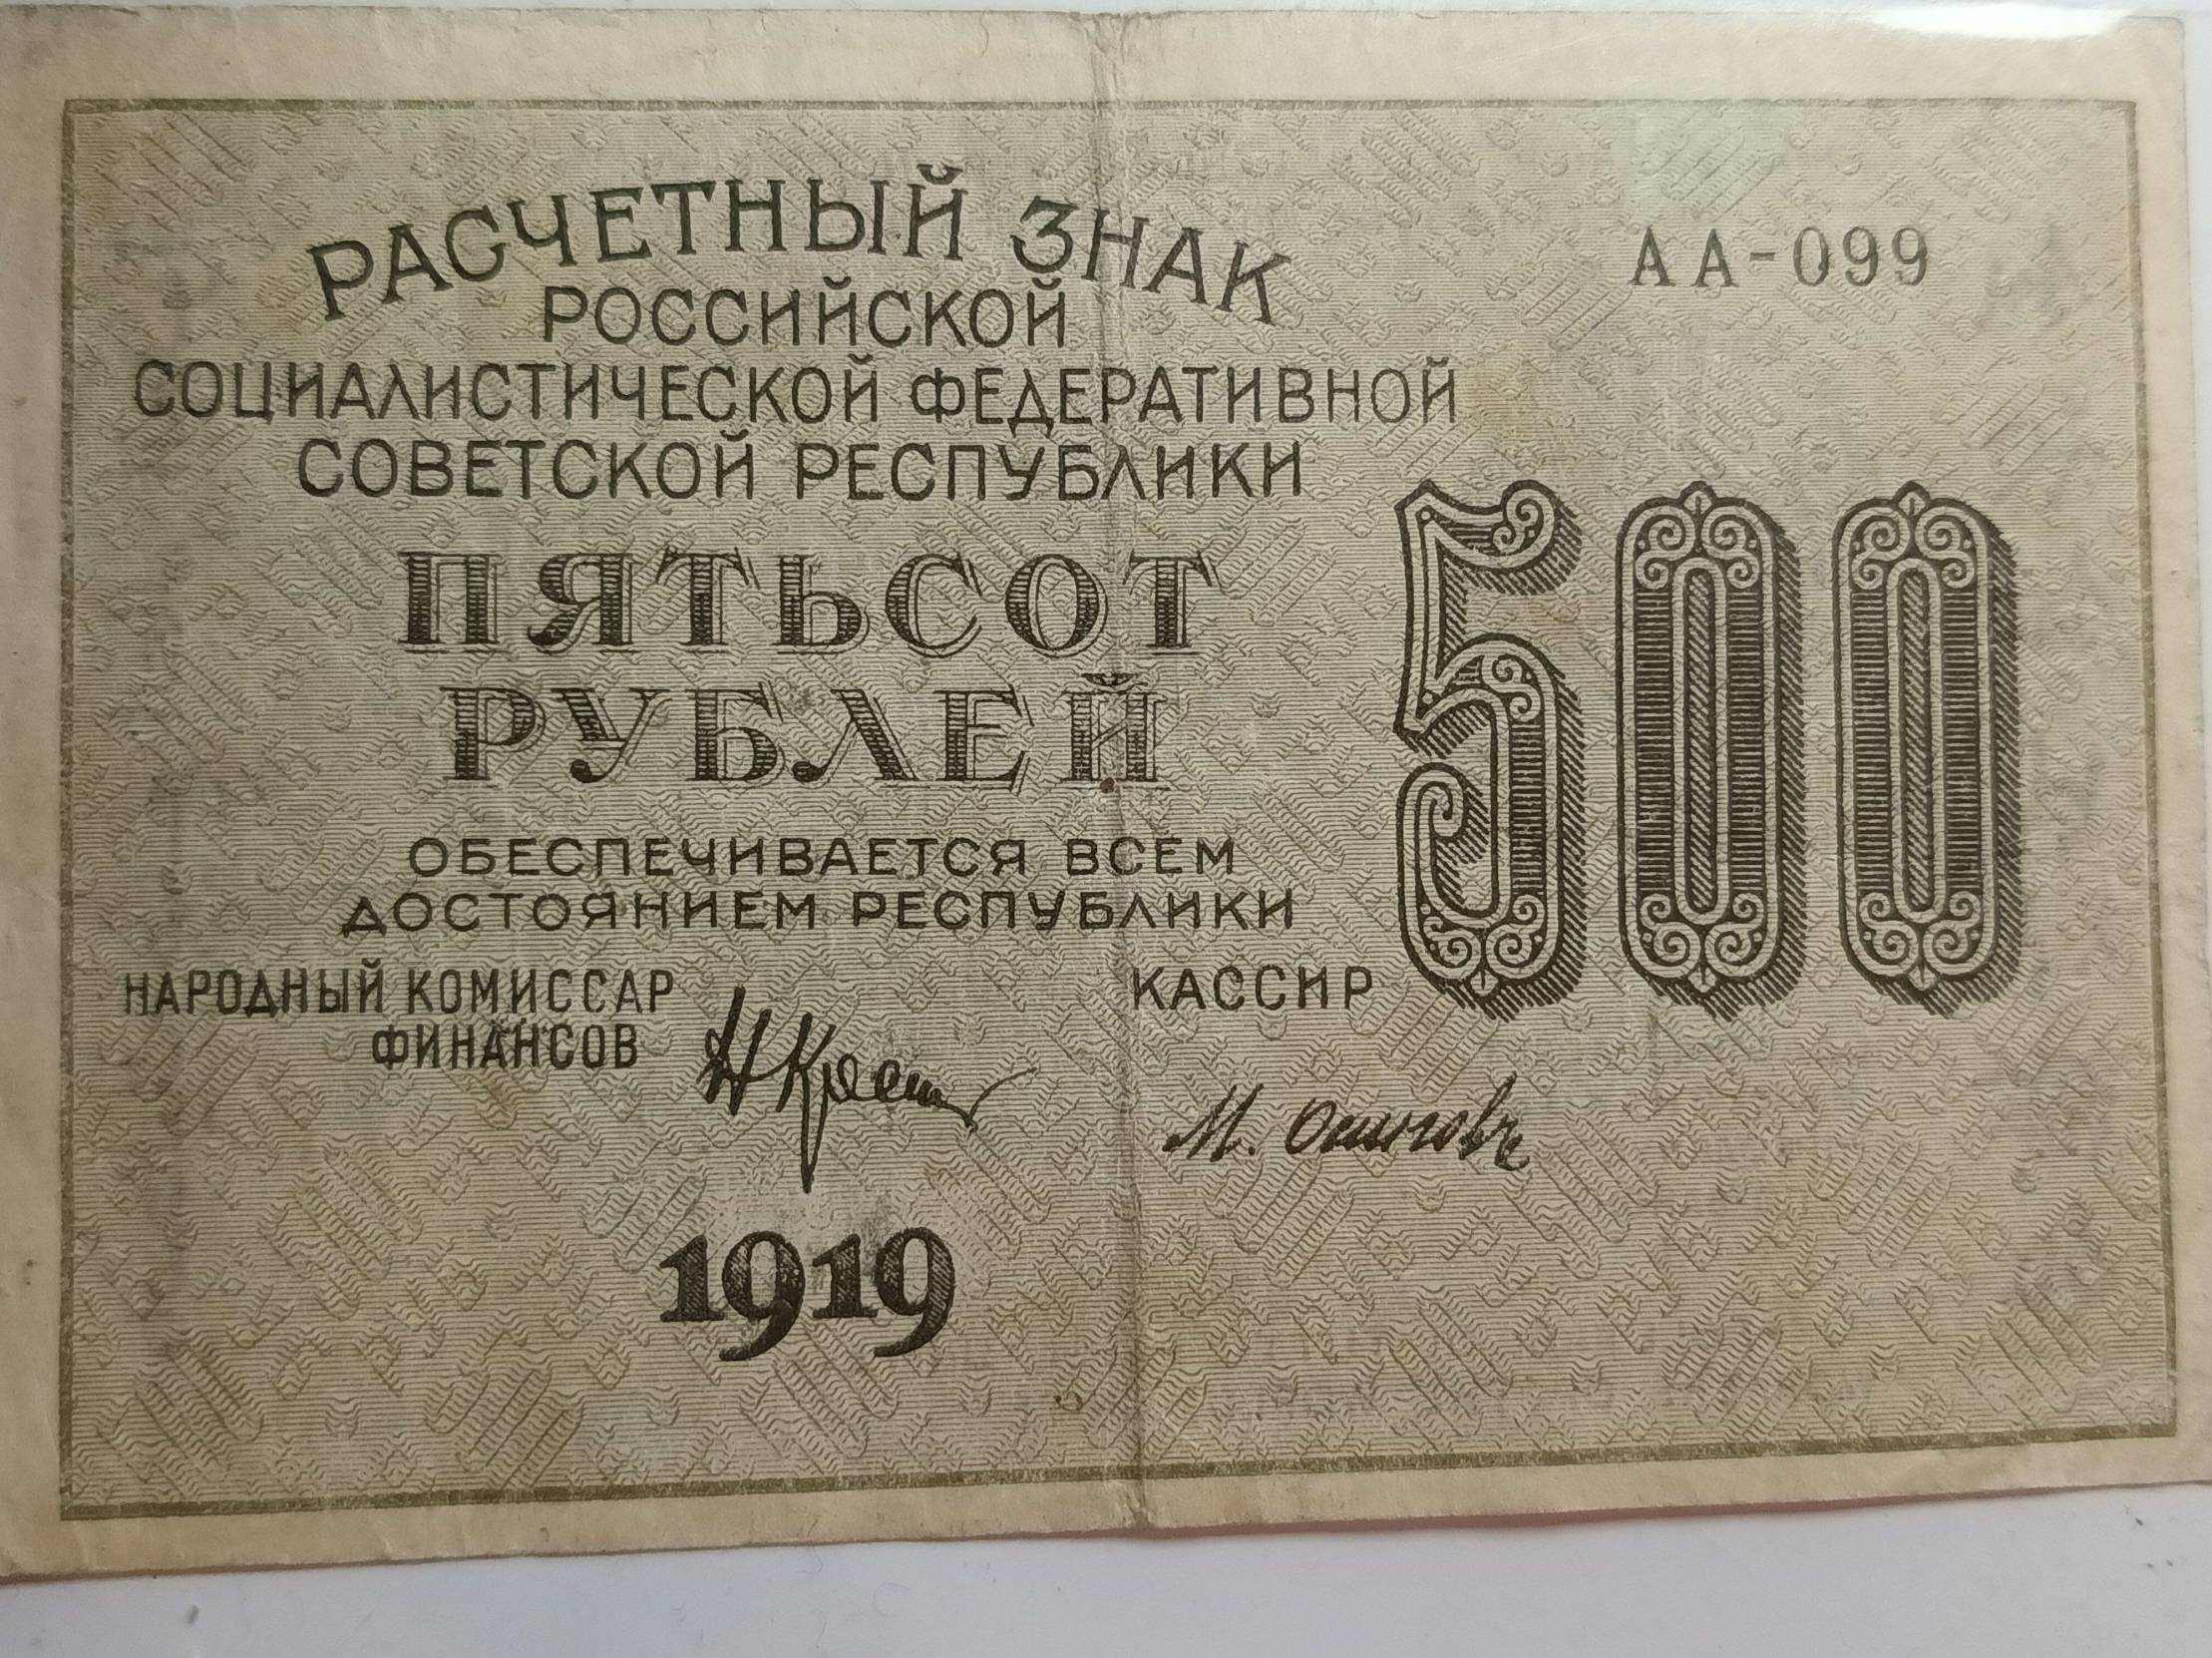 РАСЧЕТНЫЙ ЗНАК
АА-099
РОССИЙСКОЙ
СОЦИАЛИСТИЧЕСКОЙ ФЕДЕРАТИВНОЙ
СОВЕТСКОЙ РЕСПУБЛИКИ
ПЯТЬСОТ
РУБЛЕЙ
500
ОБЕСПЕЧИВАЕТСЯ ВСЕМ
ДОСТОЯНИЕМ РЕСПУБЛИКИ
НАРОДНЫЙ КОМИССАР
ФИНАНСОВ
КАССИР
1919